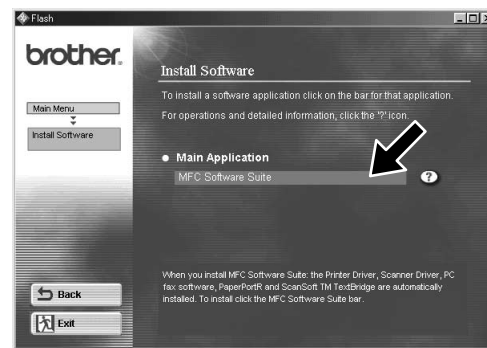 Flash
brother.
Install Software
To install a software application click on the bar for that application.
For operations and detailed information, click the '?' icon.
Main Menu
Install Software
Main Application
MFC Software Suite
?
When you install MFC Software Suite: the Printer Driver, Scanner Driver, PC
fax software, PaperPortR and ScanSoft TM TextBridge are automatically
installed. To install click the MFC Software Suite bar.
Back
Exit